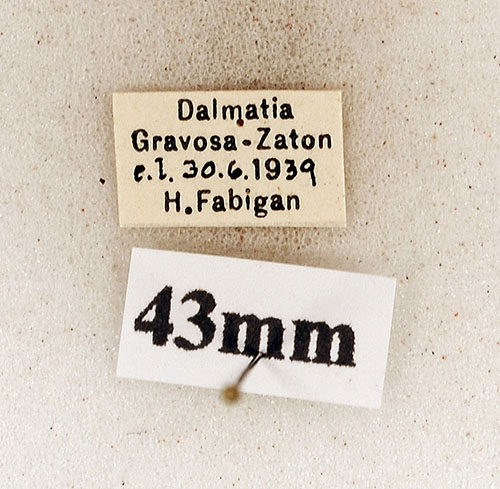 Dalmatia
Gravosa-Zaton
e.l. 30.6.1939
H.Fabigan
43mm